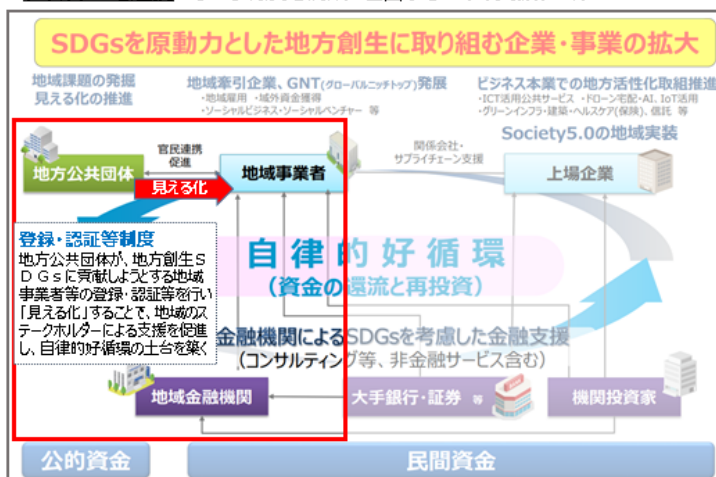 SDGsを原動力とした地方創生に取り組む企業・事業の拡大
地域課題の発掘
見える化の推進
地域牽引企業、GNT(グローバルニッチトップ)発展
・地域雇用 ・域外資金獲得
・ソーシャルビジネス・ソーシャルベンチャー 等
ビジネス本業での地方活性化取組推進
・ICT活用公共サービス ・ドローン宅配・AI、IoT活用
・グリーンインフラ・建築・ヘルスケア(保険)、信託 等
Society5.0の地域実装
地方公共団体
官民連携
促進
見える化
地域事業者
関係会社・
サプライチェーン支援
上場企業
登録・認証等制度
地方公共団体が、地方創生S
DGsに貢献しようとする地域
事業者等の登録・認証等を行い
「見える化」することで、地域のス
テークホルダーによる支援を促進
し、自律的好循環の土台を築く
自律的好循環
(資金の還流と再投資)
金融機関によるSDGsを考慮した金融支援
(コンサルティング等、非金融サービス含む)
地域金融機関
大手銀行・証券 等
機関投資家
公的資金
民間資金